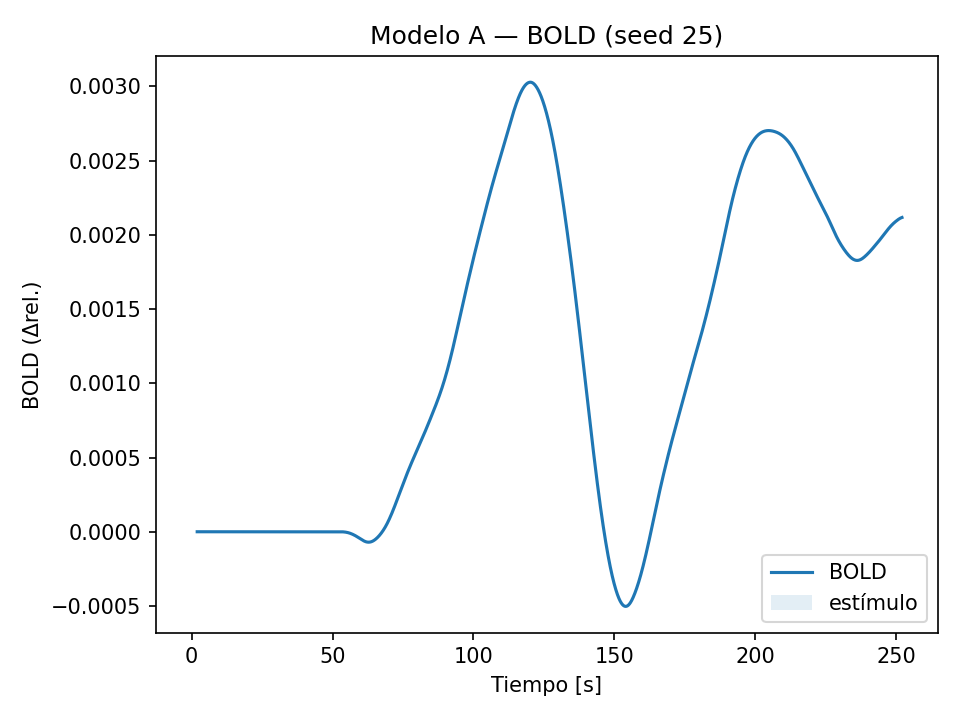 Modelo A — BOLD (seed 25)
BOLD (Δrel.)
0.0030
0.0025
0.0020
0.0015
0.0010
0.0005
0.0000
−0.0005
0 50 100 150 200 250
Tiempo [s]
BOLD
estímulo